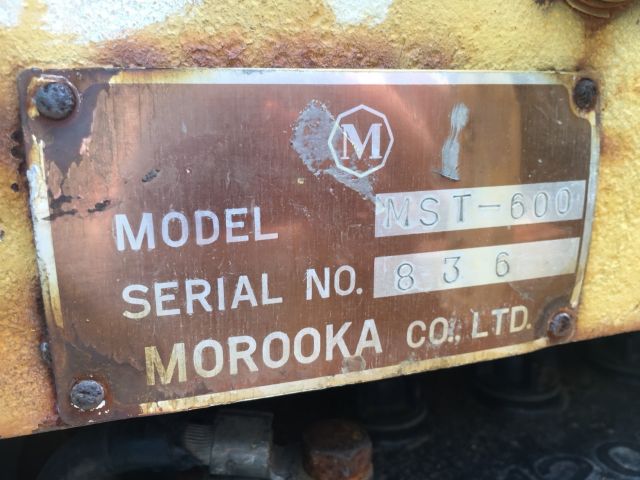 M
MODEL MST-600
SERIAL NO. 836
MOROOKA CO., LTD.